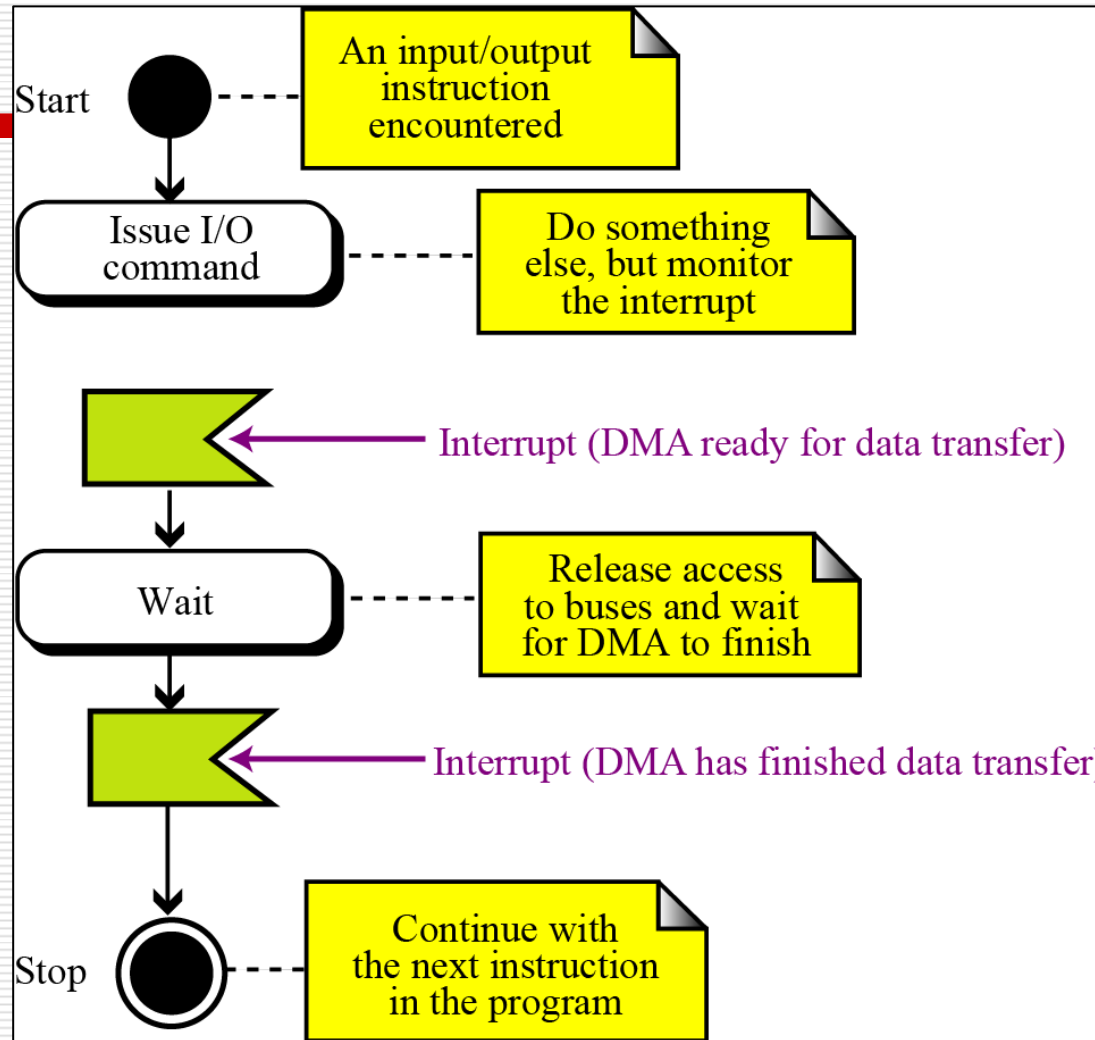 An input/output
instruction
encountered
Start
Issue I/O
command
Do something
else, but monitor
the interrupt
Interrupt (DMA ready for data transfer)
Wait
Release access
to buses and wait
for DMA to finish
Interrupt (DMA has finished data transfer)
Stop
Continue with
the next instruction
in the program